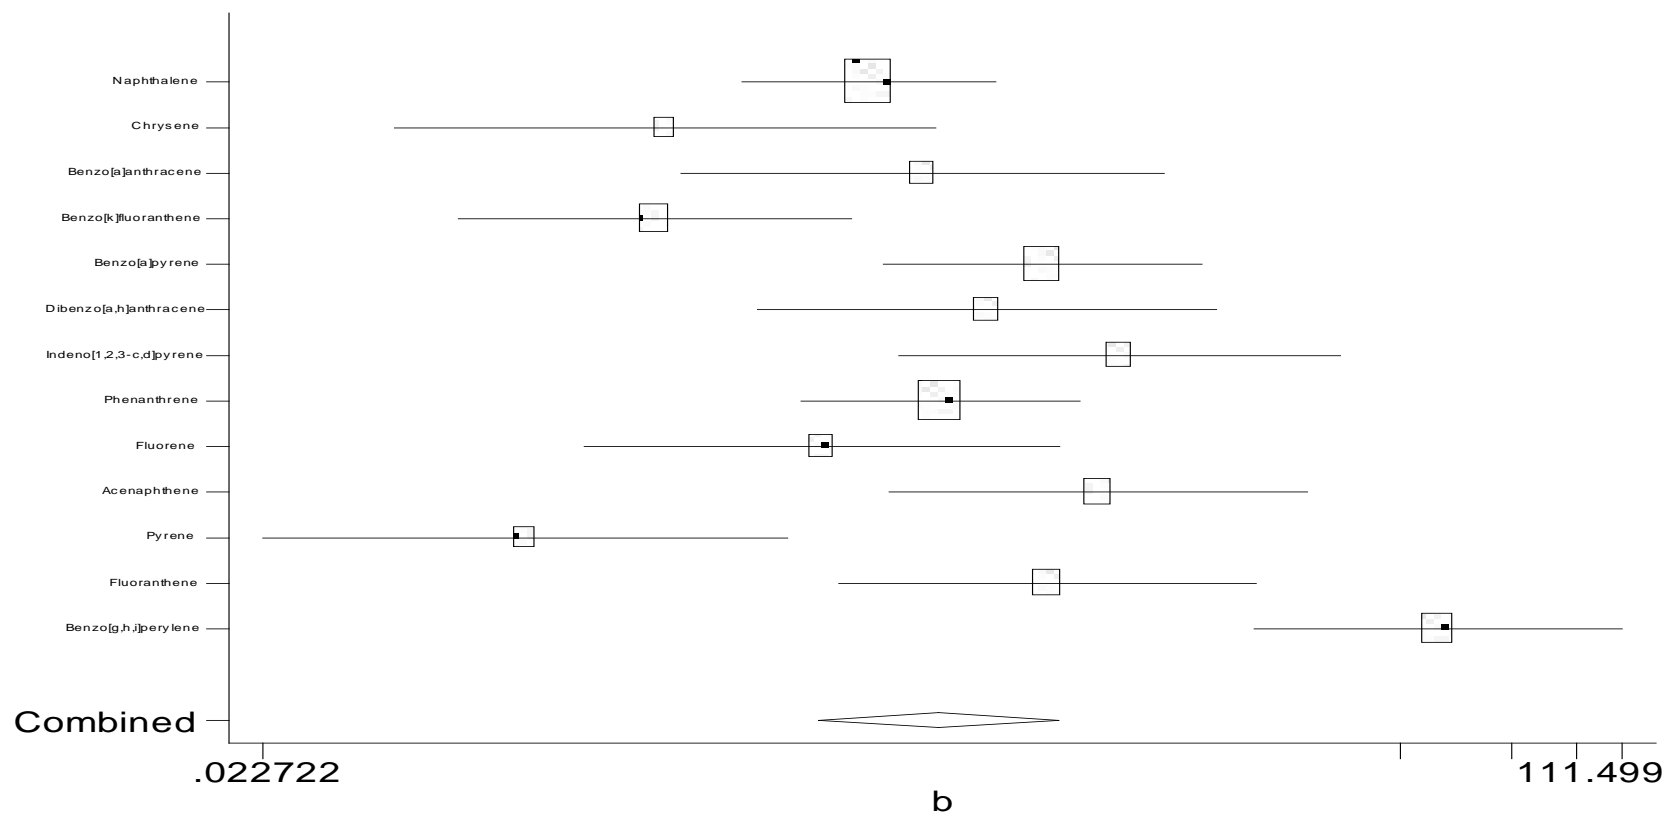 Naphthalene
Chrysene
Benzo[a]anthracene
Benzo[k]fluoranthene
Benzo[a]pyrene
Dibenzo[a,h]anthracene
Indeno[1,2,3-c,d]pyrene
Phenanthrene
Fluorene
Acenaphthene
Pyrene
Fluoranthene
Benzo[g,h,i]perylene
Combined
.022722 111.499
b